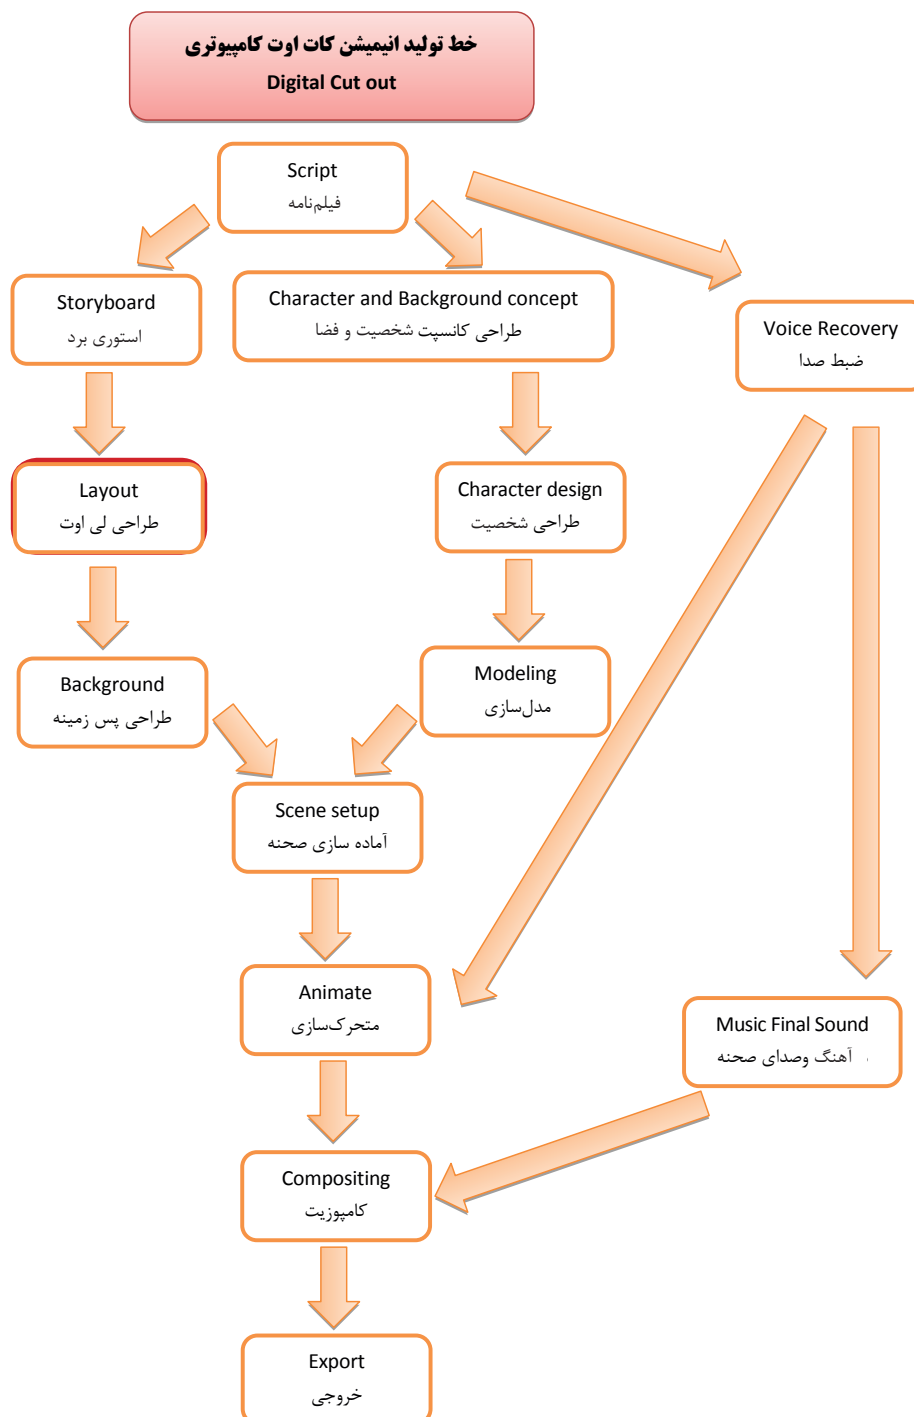 خط تولید انیمیشن کات اوت کامپیوتری
Digital Cut out
Script
فیلم‌نامه
Storyboard
استوری برد
Character and Background concept
طراحی کانسپت شخصیت و فضا
Voice Recovery
ضبط صدا
Layout
طراحی لی اوت
Character design
طراحی شخصیت
Background
طراحی پس زمینه
Modeling
مدل‌سازی
Scene setup
آماده سازی صحنه
Animate
متحرک‌سازی
Music Final Sound
آهنگ وصدای صحنه
Compositing
کامپوزیت
Export
خروجی